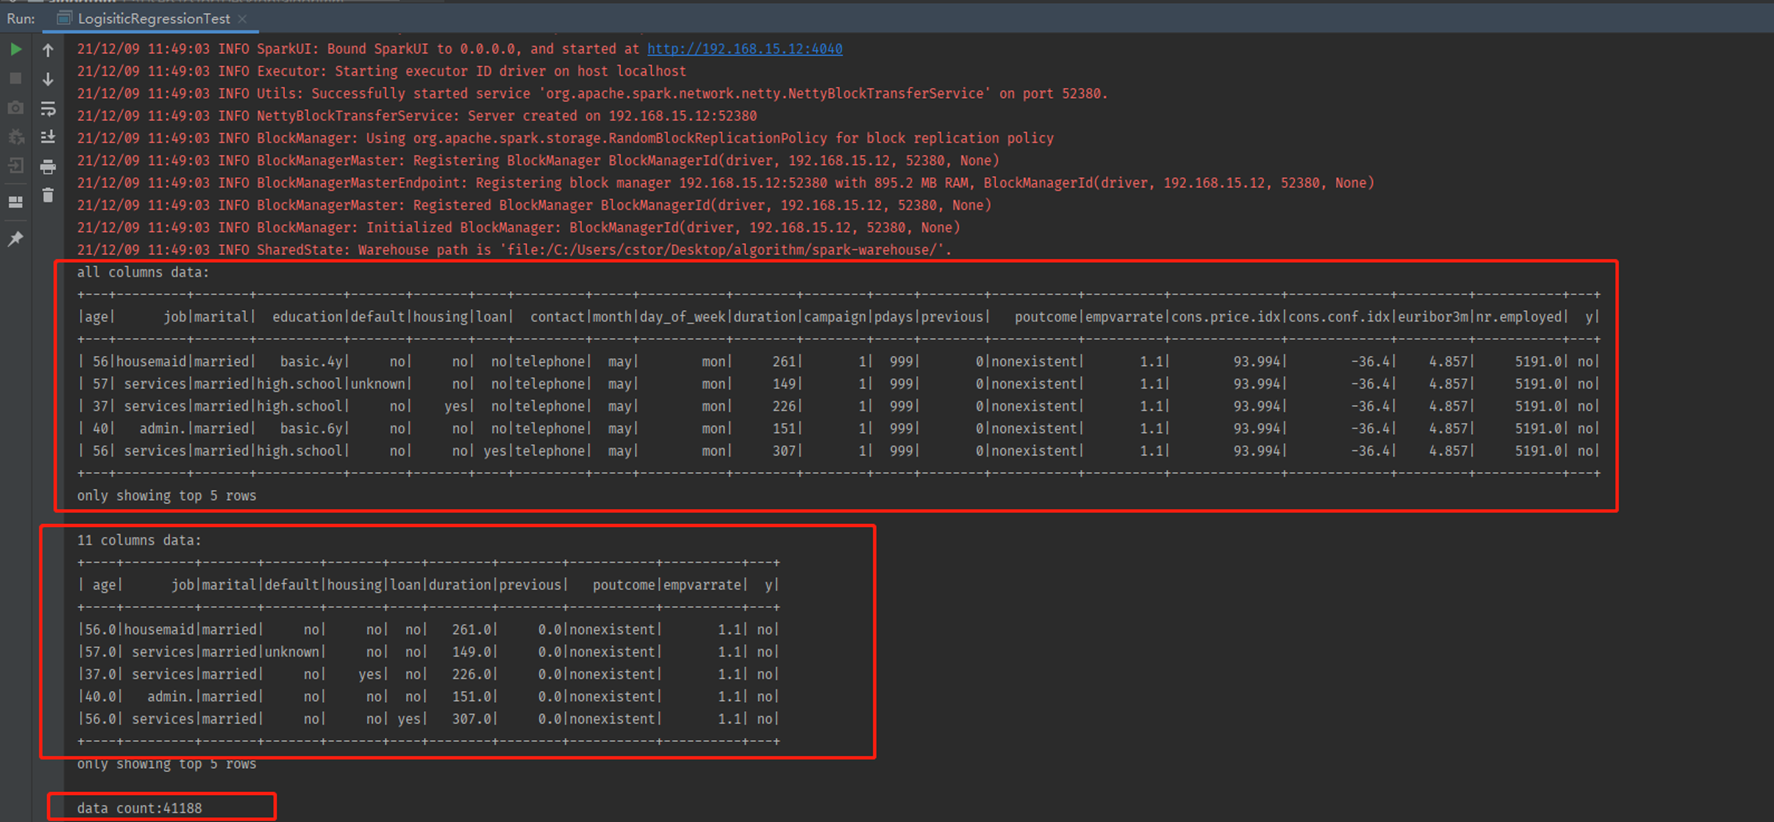 Run: LogisiticRegressionTest ×
21/12/09 11:49:03 INFO SparkUI: Bound SparkUI to 0.0.0.0, and started at http://192.168.15.12:4040
21/12/09 11:49:03 INFO Executor: Starting executor ID driver on host localhost
21/12/09 11:49:03 INFO Utils: Successfully started service 'org.apache.spark.network.netty.NettyBlockTransferService' on port 52380.
21/12/09 11:49:03 INFO NettyBlockTransferService: Server created on 192.168.15.12:52380
21/12/09 11:49:03 INFO BlockManager: Using org.apache.spark.storage.RandomBlockReplicationPolicy for block replication policy
21/12/09 11:49:03 INFO BlockManagerMaster: Registering BlockManager BlockManagerId(driver, 192.168.15.12, 52380, None)
21/12/09 11:49:03 INFO BlockManagerMasterEndpoint: Registering block manager 192.168.15.12:52380 with 895.2 MB RAM, BlockManagerId(driver, 192.168.15.12, 52380, None)
21/12/09 11:49:03 INFO BlockManagerMaster: Registered BlockManager BlockManagerId(driver, 192.168.15.12, 52380, None)
21/12/09 11:49:03 INFO BlockManager: Initialized BlockManager: BlockManagerId(driver, 192.168.15.12, 52380, None)
21/12/09 11:49:03 INFO SharedState: Warehouse path is 'file:/C:/Users/cstor/Desktop/algorithm/spark-warehouse/'.
all columns data:
+---+---------+-------+-----------+-------+-------+----+---------+-----+-----------+--------+--------+-----+--------+-----------+----------+--------------+-------------+---------+-----------+---+
|age|      job|marital|  education|default|housing|loan|  contact|month|day_of_week|duration|campaign|pdays|previous|   poutcome|empvarrate|cons.price.idx|cons.conf.idx|euribor3m|nr.employed|  y|
+---+---------+-------+-----------+-------+-------+----+---------+-----+-----------+--------+--------+-----+--------+-----------+----------+--------------+-------------+---------+-----------+---+
| 56|housemaid|married|   basic.4y|     no|     no|  no|telephone|  may|        mon|     261|       1|  999|       0|nonexistent|       1.1|        93.994|        -36.4|    4.857|     5191.0| no|
| 57| services|married|high.school|unknown|     no|  no|telephone|  may|        mon|     149|       1|  999|       0|nonexistent|       1.1|        93.994|        -36.4|    4.857|     5191.0| no|
| 37| services|married|high.school|     no|    yes|  no|telephone|  may|        mon|     226|       1|  999|       0|nonexistent|       1.1|        93.994|        -36.4|    4.857|     5191.0| no|
| 40|   admin.|married|   basic.6y|     no|     no|  no|telephone|  may|        mon|     151|       1|  999|       0|nonexistent|       1.1|        93.994|        -36.4|    4.857|     5191.0| no|
| 56| services|married|high.school|     no|     no| yes|telephone|  may|        mon|     307|       1|  999|       0|nonexistent|       1.1|        93.994|        -36.4|    4.857|     5191.0| no|
+---+---------+-------+-----------+-------+-------+----+---------+-----+-----------+--------+--------+-----+--------+-----------+----------+--------------+-------------+---------+-----------+---+
only showing top 5 rows
11 columns data:
+----+---------+-------+-------+-------+----+--------+--------+-----------+----------+---+
| age|      job|marital|default|housing|loan|duration|previous|   poutcome|empvarrate|  y|
+----+---------+-------+-------+-------+----+--------+--------+-----------+----------+---+
|56.0|housemaid|married|     no|     no|  no|   261.0|     0.0|nonexistent|       1.1| no|
|57.0| services|married|unknown|     no|  no|   149.0|     0.0|nonexistent|       1.1| no|
|37.0| services|married|     no|    yes|  no|   226.0|     0.0|nonexistent|       1.1| no|
|40.0|   admin.|married|     no|     no|  no|   151.0|     0.0|nonexistent|       1.1| no|
|56.0| services|married|     no|     no| yes|   307.0|     0.0|nonexistent|       1.1| no|
+----+---------+-------+-------+-------+----+--------+--------+-----------+----------+---+
only showing top 5 rows
data count:41188